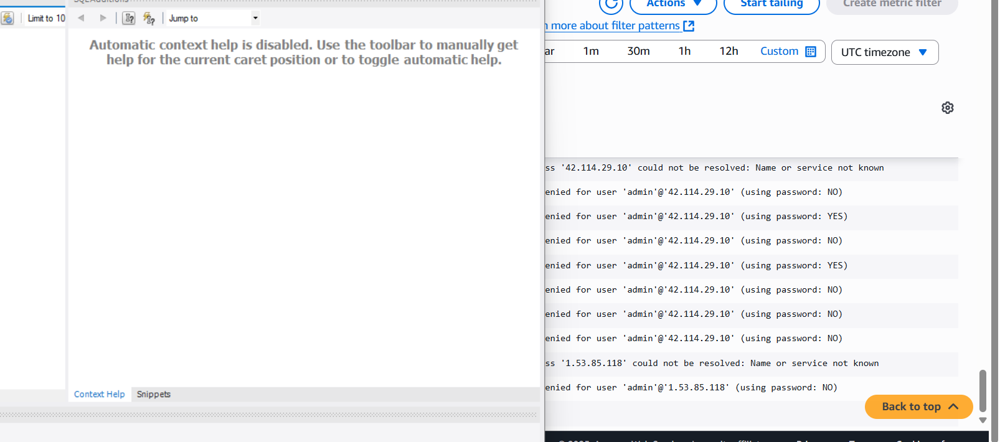 SQLAdditions
Limit to 10
Jump to
Automatic context help is disabled. Use the toolbar to manually get
help for the current caret position or to toggle automatic help.
Context Help
Snippets
Actions
Start tailing
Create metric filter
n more about filter patterns
ar
1m
30m
1h
12h
Custom
UTC timezone
ss '42.114.29.10' could not be resolved: Name or service not known
enied for user 'admin'@'42.114.29.10' (using password: NO)
enied for user 'admin'@'42.114.29.10' (using password: YES)
enied for user 'admin'@'42.114.29.10' (using password: NO)
enied for user 'admin'@'42.114.29.10' (using password: YES)
enied for user 'admin'@'42.114.29.10' (using password: NO)
enied for user 'admin'@'42.114.29.10' (using password: NO)
enied for user 'admin'@'42.114.29.10' (using password: NO)
ss '1.53.85.118' could not be resolved: Name or service not known
enied for user 'admin'@'1.53.85.118' (using password: NO)
Back to top